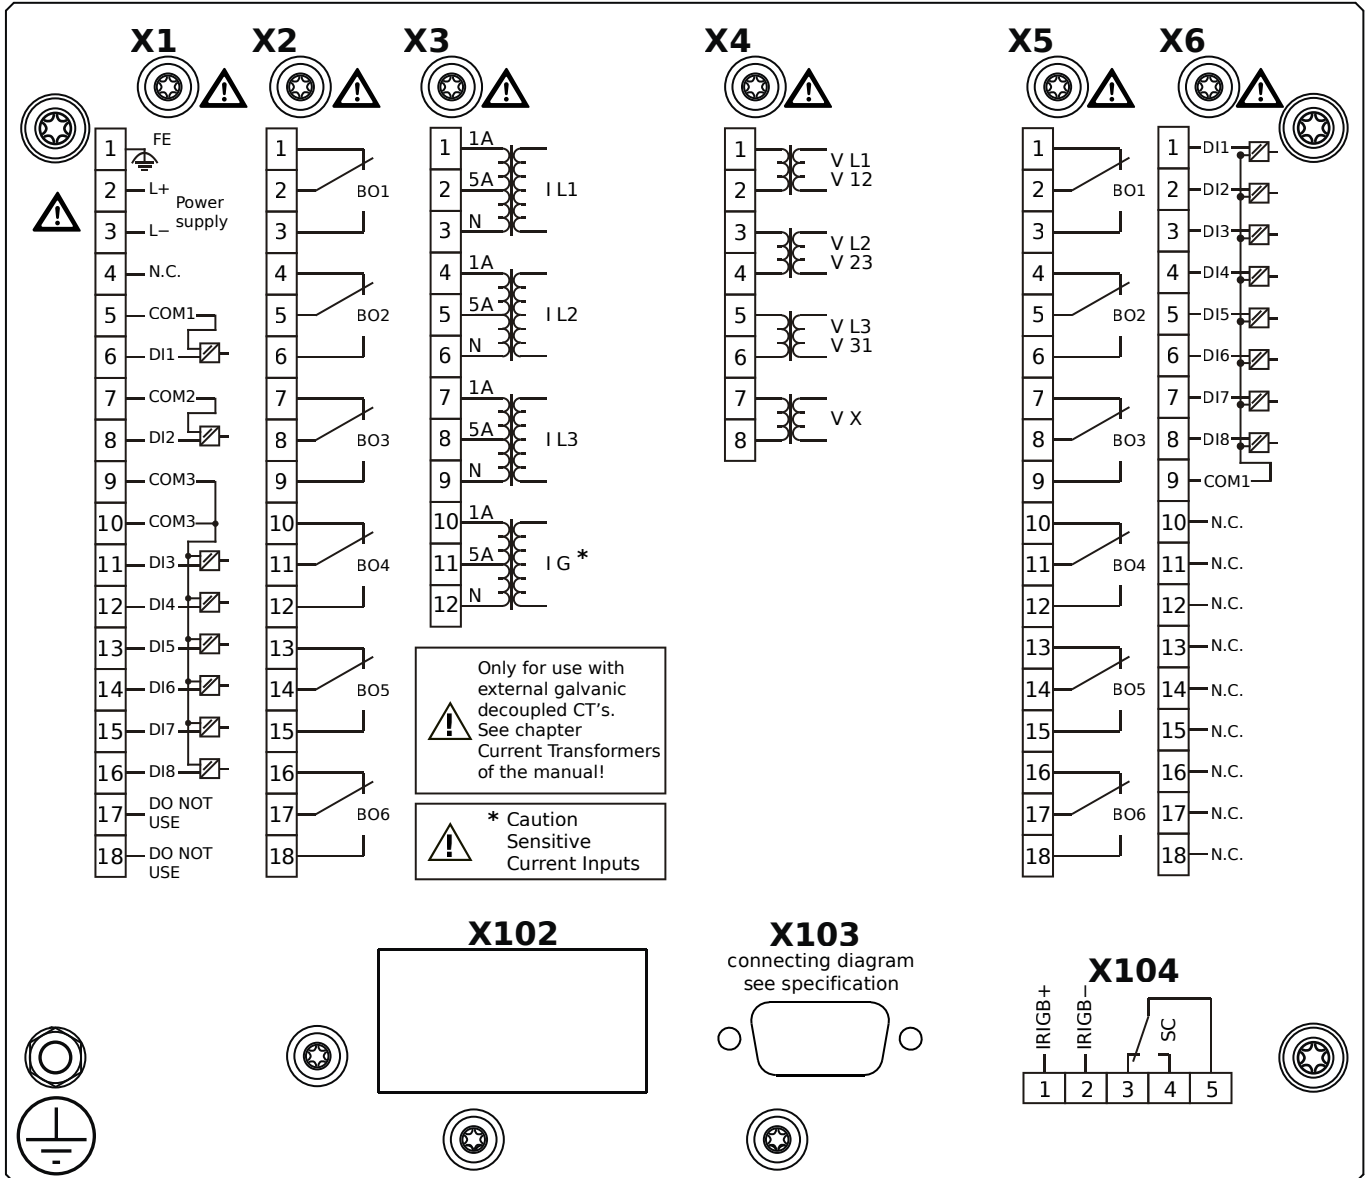 X1 X2 X3 X4 X5 X6
1 FE
2 L+
Power
supply
3 L−
4 N.C.
5 COM1
6 DI1
7 COM2
8 DI2
9 COM3
10 COM3
11 DI3
12 DI4
13 DI5
14 DI6
15 DI7
16 DI8
17 DO NOT
USE
18 DO NOT
USE
1
2 BO1
3
4
5 BO2
6
7
8 BO3
9
10
11 BO4
12
13
14 BO5
15
16
17 BO6
18
1 1A
2 5A I L1
3 N
4 1A
5 5A I L2
6 N
7 1A
8 5A I L3
9 N
10 1A
11 5A I G *
12 N
Only for use with
external galvanic
decoupled CT's.
See chapter
Current Transformers
of the manual!
* Caution
Sensitive
Current Inputs
1 V L1
2 V 12
3 V L2
4 V 23
5 V L3
6 V 31
7 V X
8
1
2 BO1
3
4
5 BO2
6
7
8 BO3
9
10
11 BO4
12
13
14 BO5
15
16
17 BO6
18
1 DI1
2 DI2
3 DI3
4 DI4
5 DI5
6 DI6
7 DI7
8 DI8
9 COM1
10 N.C.
11 N.C.
12 N.C.
13 N.C.
14 N.C.
15 N.C.
16 N.C.
17 N.C.
18 N.C.
X102
X103
connecting diagram
see specification
X104
IRIGB+
IRIGB−
SC
1 2 3 4 5